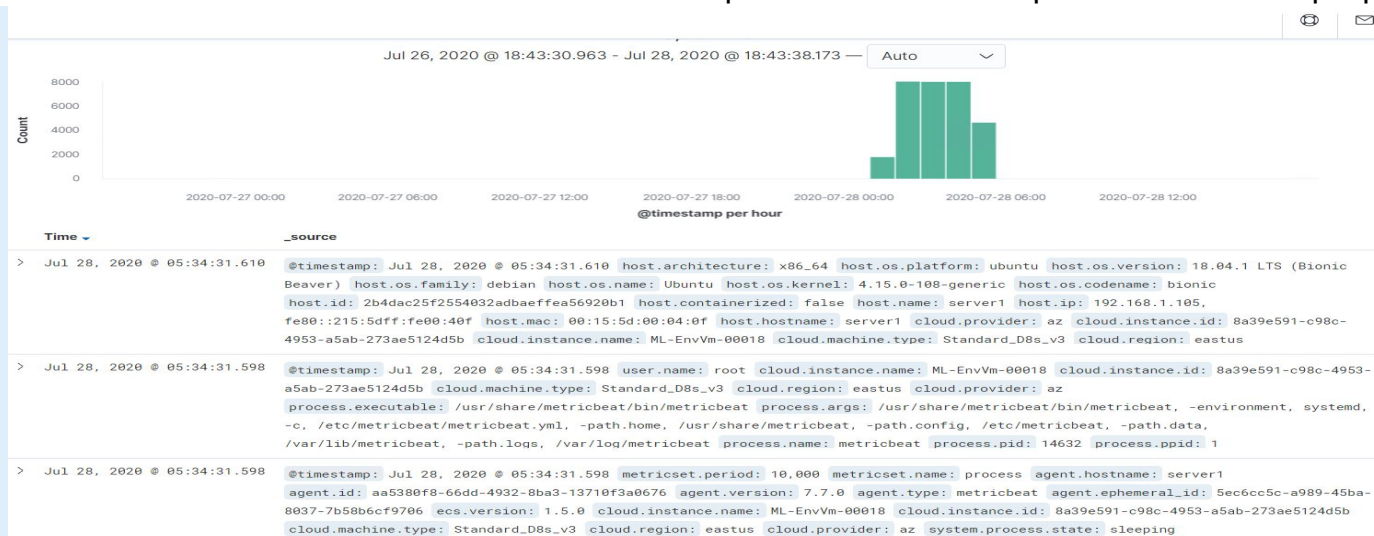 Jul 26, 2020 @ 18:43:30.963 - Jul 28, 2020 @ 18:43:38.173 — Auto
8000
6000
4000
2000
0
Count
2020-07-27 00:00 2020-07-27 06:00 2020-07-27 12:00 2020-07-27 18:00 2020-07-28 00:00 2020-07-28 06:00 2020-07-28 12:00
@timestamp per hour
Time _source
> Jul 28, 2020 @ 05:34:31.610 @timestamp: Jul 28, 2020 @ 05:34:31.610 host.architecture: x86_64 host.os.platform: ubuntu host.os.version: 18.04.1 LTS (Bionic
Beaver) host.os.family: debian host.os.name: Ubuntu host.os.kernel: 4.15.0-108-generic host.os.codename: bionic
host.id: 2b4dac25f2554032adbaeffea56920b1 host.containerized: false host.name: server1 host.ip: 192.168.1.105,
fe80::215:5dff:fe00:40f host.mac: 00:15:5d:00:04:0f host.hostname: server1 cloud.provider: az cloud.instance.id: 8a39e591-c98c-
4953-a5ab-273ae5124d5b cloud.instance.name: ML-EnvVm-00018 cloud.machine.type: Standard_D8s_v3 cloud.region: eastus
> Jul 28, 2020 @ 05:34:31.598 @timestamp: Jul 28, 2020 @ 05:34:31.598 user.name: root cloud.instance.name: ML-EnvVm-00018 cloud.instance.id: 8a39e591-c98c-4953-
a5ab-273ae5124d5b cloud.machine.type: Standard_D8s_v3 cloud.region: eastus cloud.provider: az
process.executable: /usr/share/metricbeat/bin/metricbeat process.args: /usr/share/metricbeat/bin/metricbeat, -environment, systemd,
-c, /etc/metricbeat/metricbeat.yml, -path.home, /usr/share/metricbeat, -path.config, /etc/metricbeat, -path.data,
/var/lib/metricbeat, -path.logs, /var/log/metricbeat process.name: metricbeat process.pid: 14632 process.ppid: 1
> Jul 28, 2020 @ 05:34:31.598 @timestamp: Jul 28, 2020 @ 05:34:31.598 metricset.period: 10,000 metricset.name: process agent.hostname: server1
agent.id: aa5380f8-66dd-4932-8ba3-13710f3a0676 agent.version: 7.7.0 agent.type: metricbeat agent.ephemeral_id: 5ec6cc5c-a989-45ba-
8037-7b58b6cf9706 ecs.version: 1.5.0 cloud.instance.name: ML-EnvVm-00018 cloud.instance.id: 8a39e591-c98c-4953-a5ab-273ae5124d5b
cloud.machine.type: Standard_D8s_v3 cloud.region: eastus cloud.provider: az system.process.state: sleeping